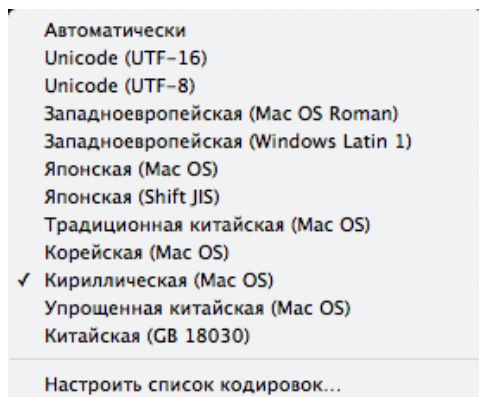 Автоматически
Unicode (UTF-16)
Unicode (UTF-8)
Западноевропейская (Mac OS Roman)
Западноевропейская (Windows Latin 1)
Японская (Mac OS)
Японская (Shift JIS)
Традиционная китайская (Mac OS)
Корейская (Mac OS)
✓ Кириллическая (Mac OS)
Упрощенная китайская (Mac OS)
Китайская (GB 18030)
Настроить список кодировок...